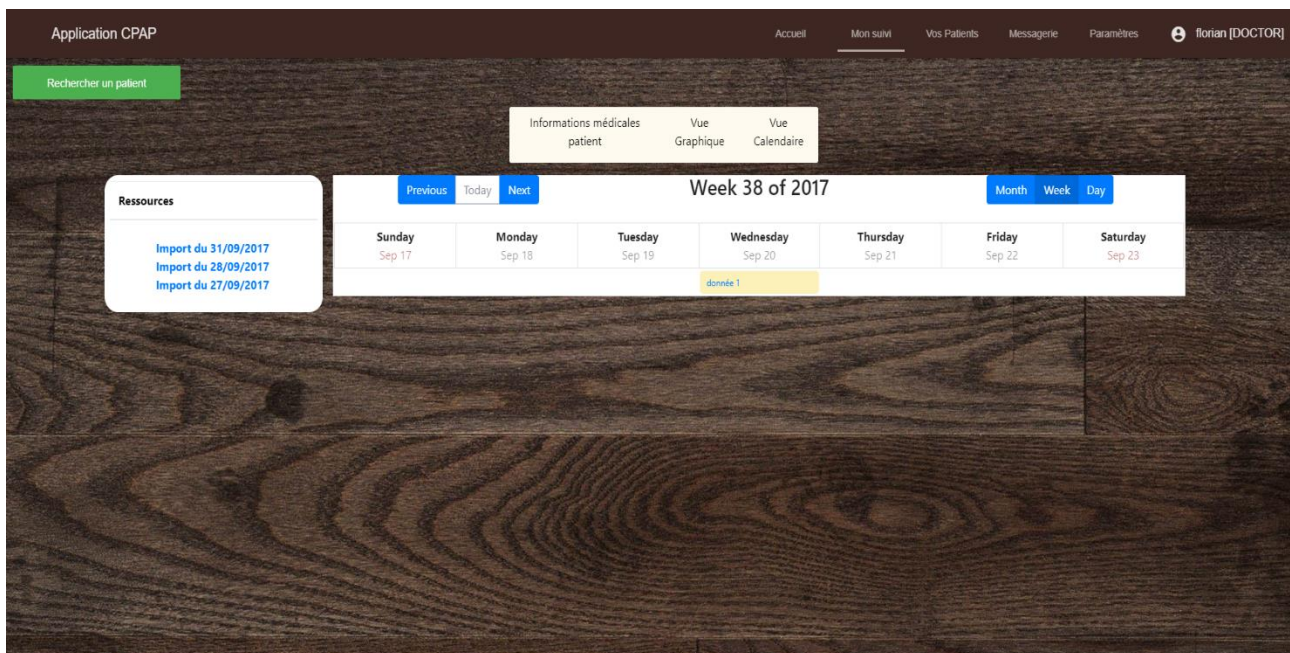 Application CPAP
Accueil
Mon suivi
Vos Patients
Messagerie
Paramètres
florian [DOCTOR]
Rechercher un patient
Informations médicales
patient
Vue
Graphique
Vue
Calendaire
Ressources
Import du 31/09/2017
Import du 28/09/2017
Import du 27/09/2017
Previous Today Next
Week 38 of 2017
Month Week Day
Sunday Monday Tuesday Wednesday Thursday Friday Saturday
Sep 17 Sep 18 Sep 19 Sep 20 Sep 21 Sep 22 Sep 23
donnée 1